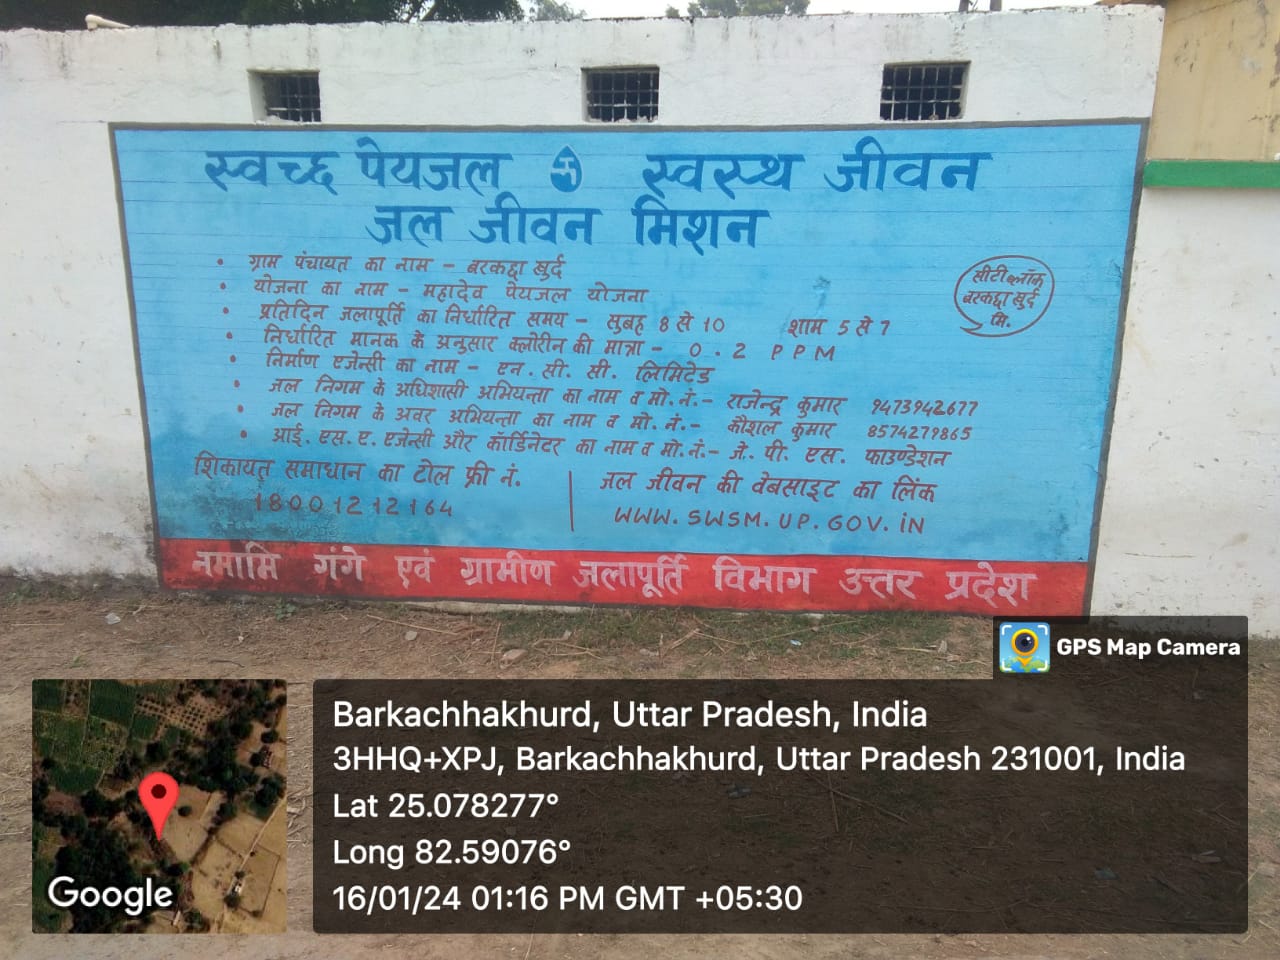 स्वच्छ पेयजल स्वस्थ जीवन
जल जीवन मिशन
• ग्राम पंचायत का नाम - बरकछा खुर्द
• योजना का नाम - महादेव पेयजल योजना
• प्रतिदिन जलापूर्ति का निर्धारित समय - सुबह 8 से 10 शाम 5 से 7
• निर्धारित मानक के अनुसार क्लोरीन की मात्रा - 0.2 PPM
• निर्माण एजेन्सी का नाम - एन. सी. सी. लिमिटेड
• जल निगम के अधिशासी अभियन्ता का नाम व मो. नं. - राजेन्द्र कुमार 9473942677
• जल निगम के अवर अभियन्ता का नाम व मो. नं. - कौशल कुमार 8574279865
• आई. एस. ए. एजेन्सी और कॉर्डिनेटर का नाम व मो. नं. - जे. पी. एस. फाउण्डेशन
सीटी ब्लॉक
बरकछा खुर्द
मि.
शिकायत समाधान का टोल फ्री नं.
1800 12 12 164
जल जीवन की वेबसाइट का लिंक
WWW.SWSM.UP.GOV.iN
नमामि गंगे एवं ग्रामीण जलापूर्ति विभाग उत्तर प्रदेश
GPS Map Camera
Barkachhakhurd, Uttar Pradesh, India
3HHQ+XPJ, Barkachhakhurd, Uttar Pradesh 231001, India
Lat 25.078277°
Long 82.59076°
16/01/24 01:16 PM GMT +05:30
Google